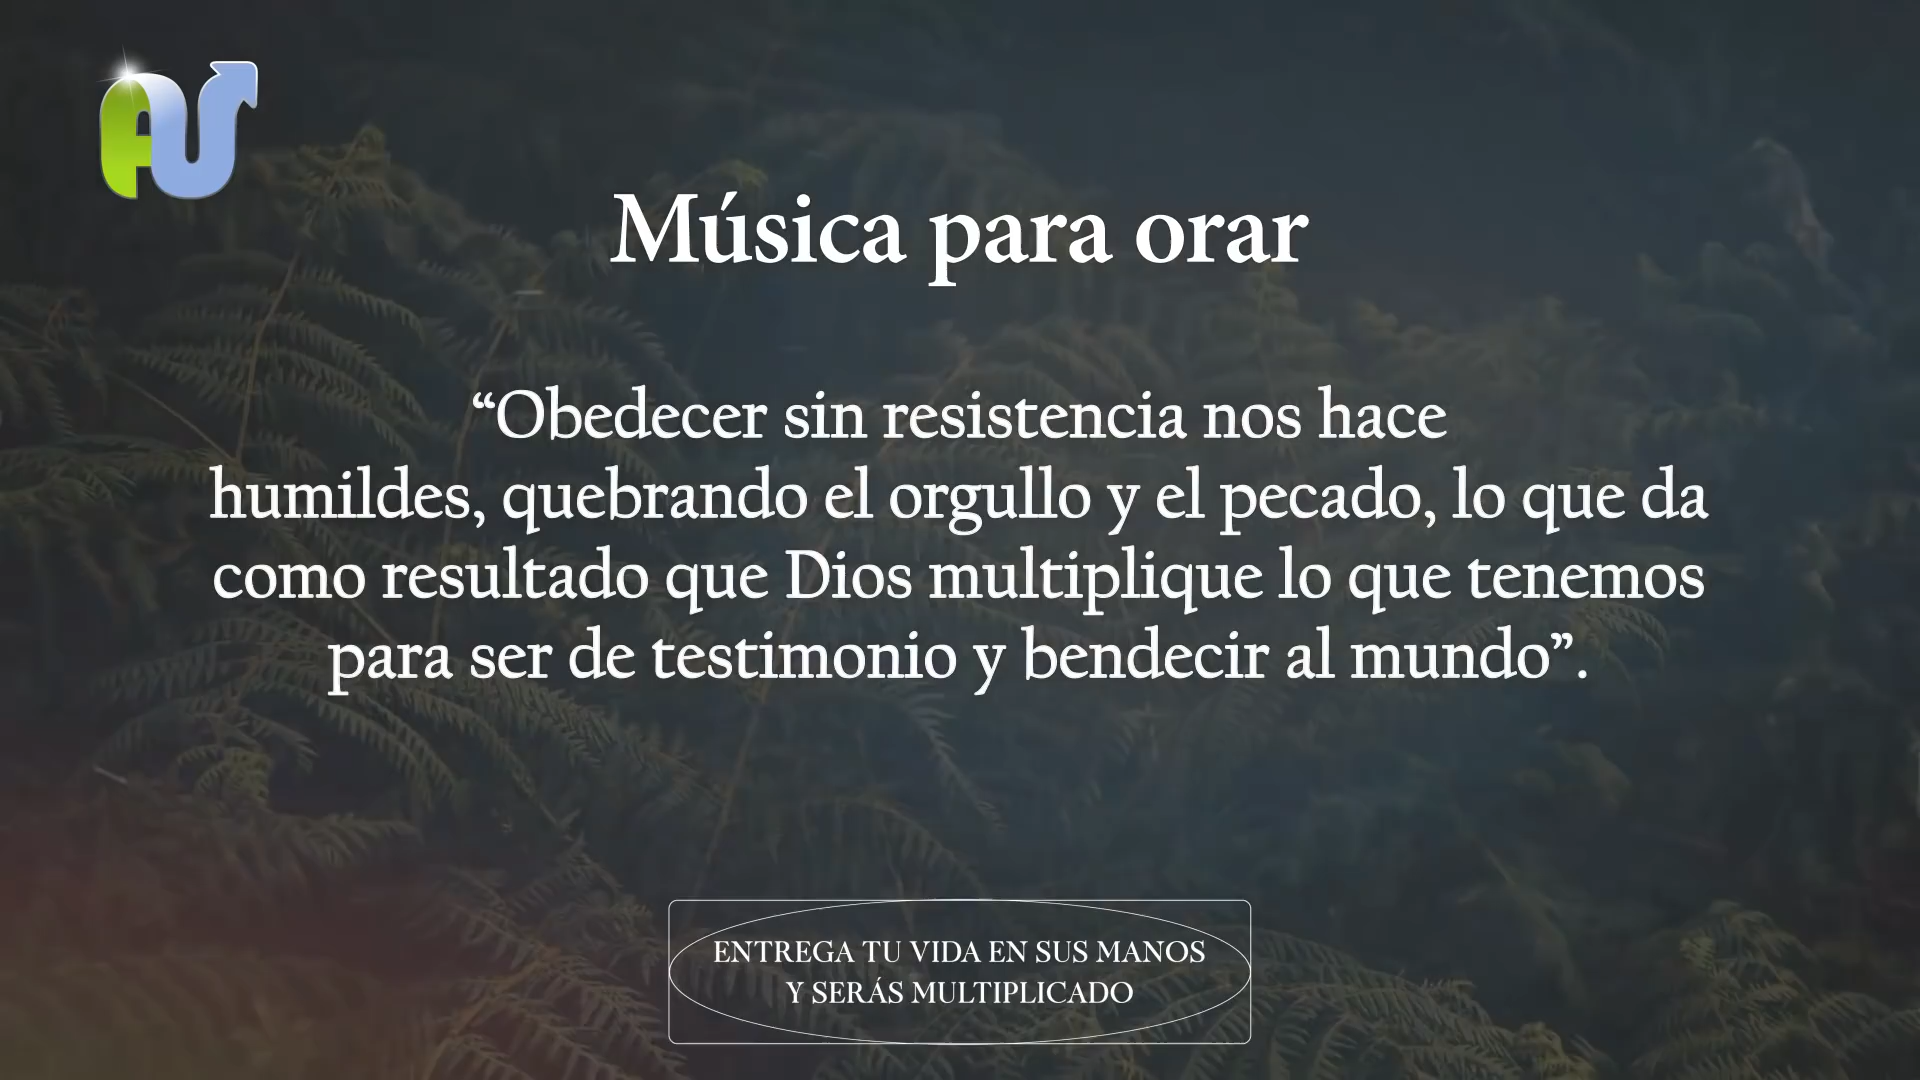 Música para orar
“Obedecer sin resistencia nos hace
humildes, quebrando el orgullo y el pecado, lo que da
como resultado que Dios multiplique lo que tenemos
para ser de testimonio y bendecir al mundo”.
ENTREGA TU VIDA EN SUS MANOS
Y SERÁS MULTIPLICADO